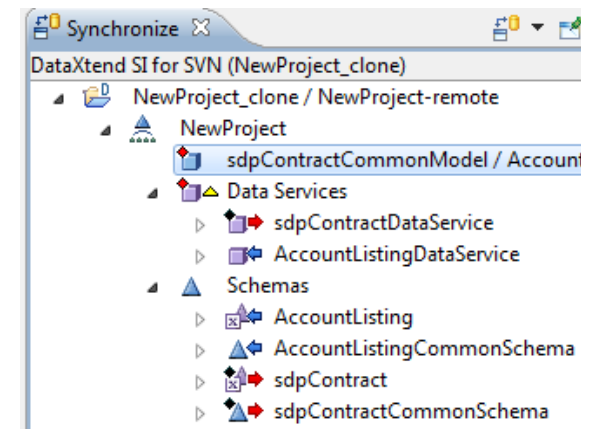 Synchronize
DataXtend SI for SVN (NewProject_clone)
NewProject_clone / NewProject-remote
NewProject
sdpContractCommonModel / Account
Data Services
sdpContractDataService
AccountListingDataService
Schemas
AccountListing
AccountListingCommonSchema
sdpContract
sdpContractCommonSchema